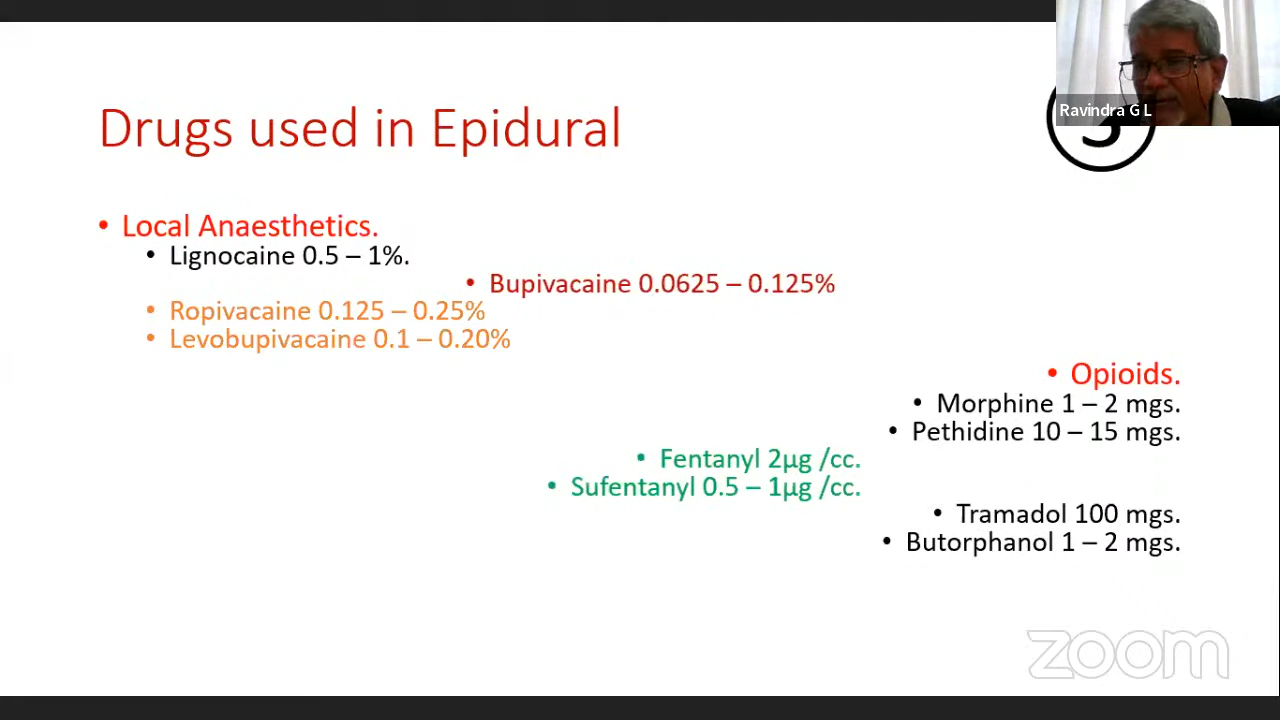 Ravindra G L
Drugs used in Epidural
• Local Anaesthetics.
• Lignocaine 0.5 – 1%.
• Bupivacaine 0.0625 – 0.125%
• Ropivacaine 0.125 – 0.25%
• Levobupivacaine 0.1 – 0.20%
• Opioids.
• Morphine 1 – 2 mgs.
• Pethidine 10 – 15 mgs.
• Fentanyl 2µg /cc.
• Sufentanyl 0.5 – 1µg /cc.
• Tramadol 100 mgs.
• Butorphanol 1 – 2 mgs.
zoom